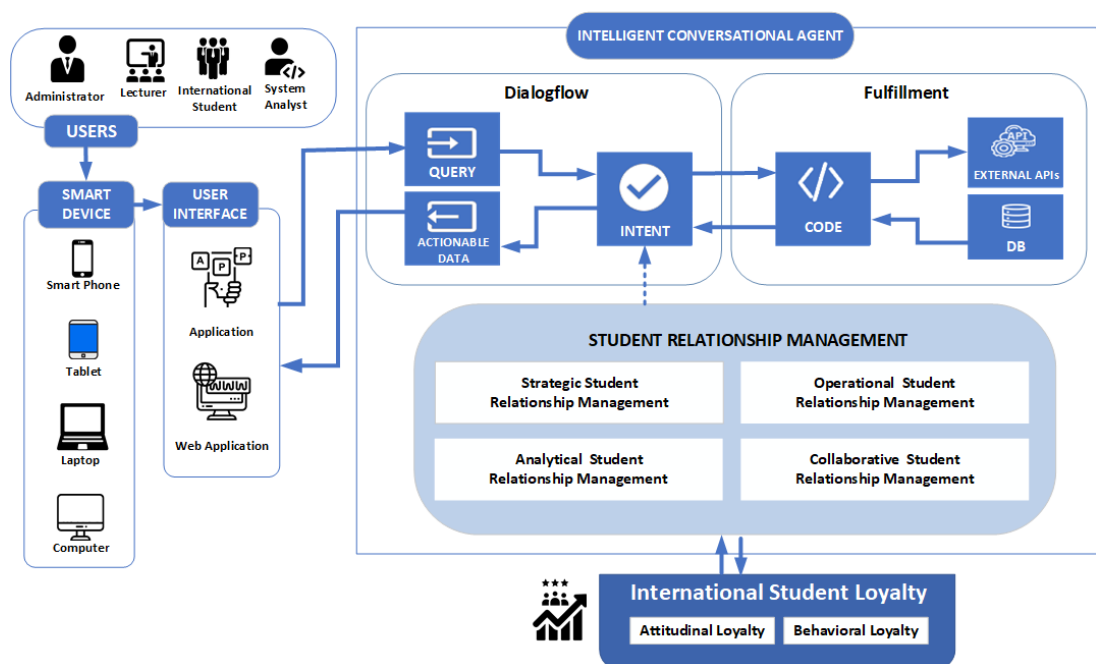 INTELLIGENT CONVERSATIONAL AGENT
Administrator
Lecturer
International
Student
System
Analyst
USERS
SMART
DEVICE
Smart Phone
Tablet
Laptop
Computer
USER
INTERFACE
A
P
P
Application
WWW
Web Application
Dialogflow
QUERY
ACTIONABLE
DATA
INTENT
Fulfillment
CODE
API
EXTERNAL APIs
DB
STUDENT RELATIONSHIP MANAGEMENT
Strategic Student
Relationship Management
Operational Student
Relationship Management
Analytical Student
Relationship Management
Collaborative Student
Relationship Management
International Student Loyalty
Attitudinal Loyalty
Behavioral Loyalty